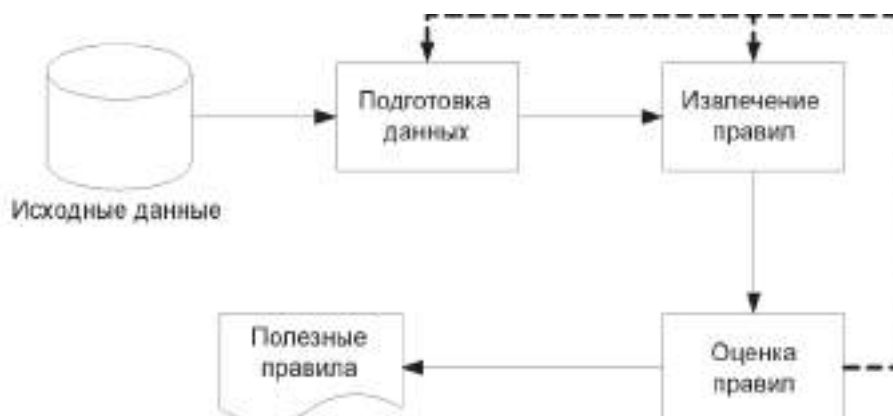 Подготовка
данных
Извлечение
правил
Исходные данные
Полезные
правила
Оценка
правил